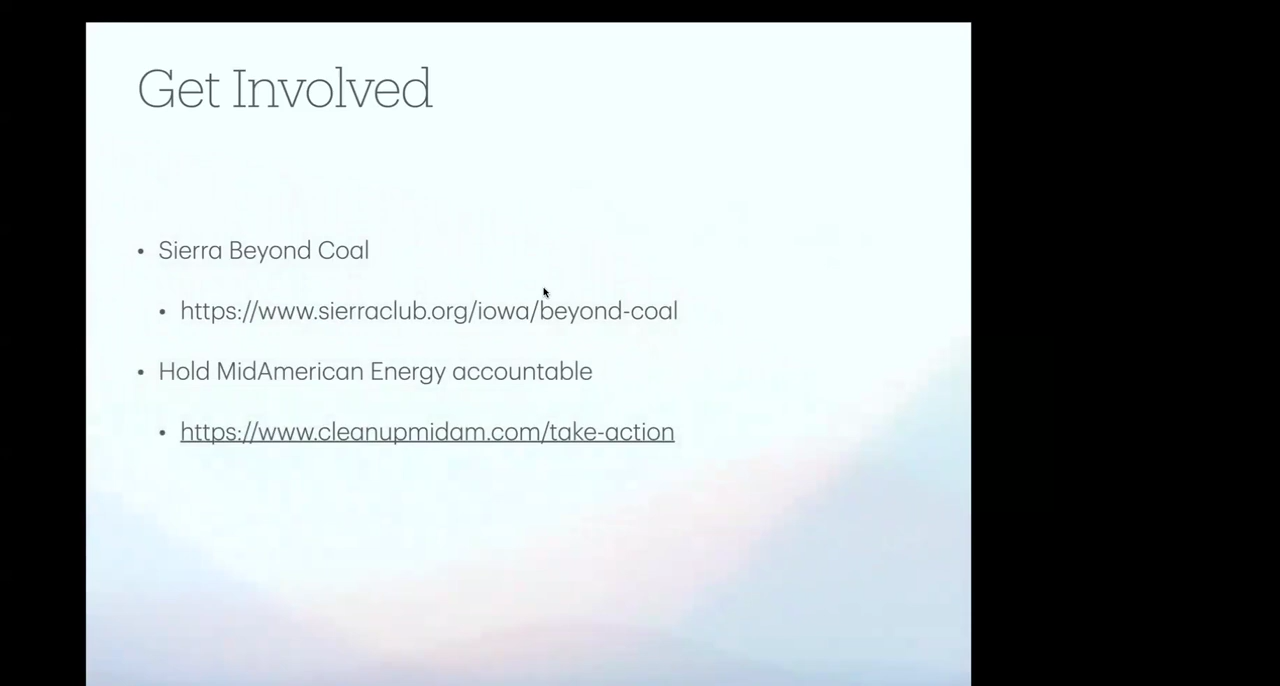 Get Involved
• Sierra Beyond Coal
• https://www.sierraclub.org/iowa/beyond-coal
• Hold MidAmerican Energy accountable
• https://www.cleanupmidam.com/take-action